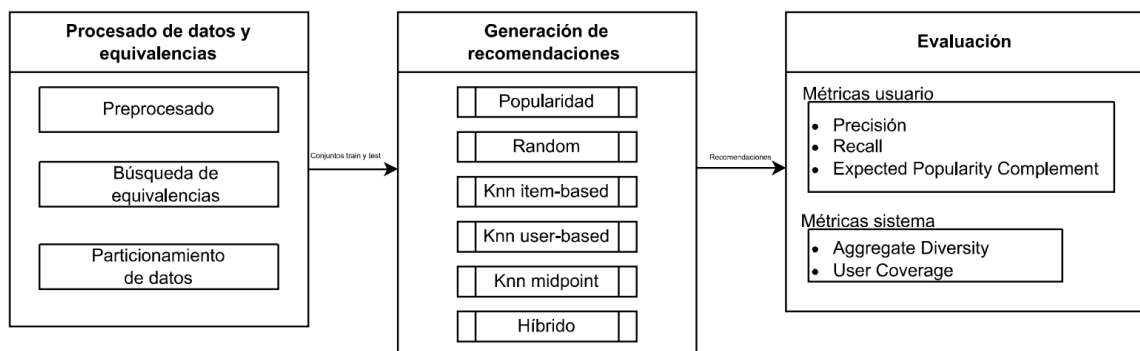 Procesado de datos y
equivalencias
Preprocesado
Búsqueda de
equivalencias
Particionamiento
de datos
Conjuntos train y test
Generación de
recomendaciones
Popularidad
Random
Knn item-based
Knn user-based
Knn midpoint
Híbrido
Recomendaciones
Evaluación
Métricas usuario
• Precisión
• Recall
• Expected Popularity Complement
Métricas sistema
• Aggregate Diversity
• User Coverage